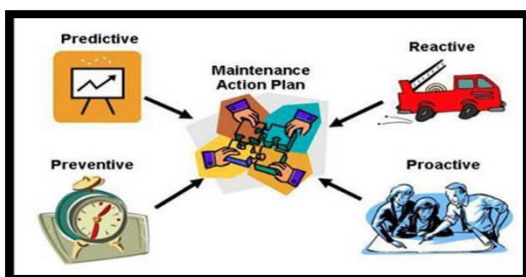 Predictive
Reactive
Maintenance
Action Plan
Preventive
Proactive